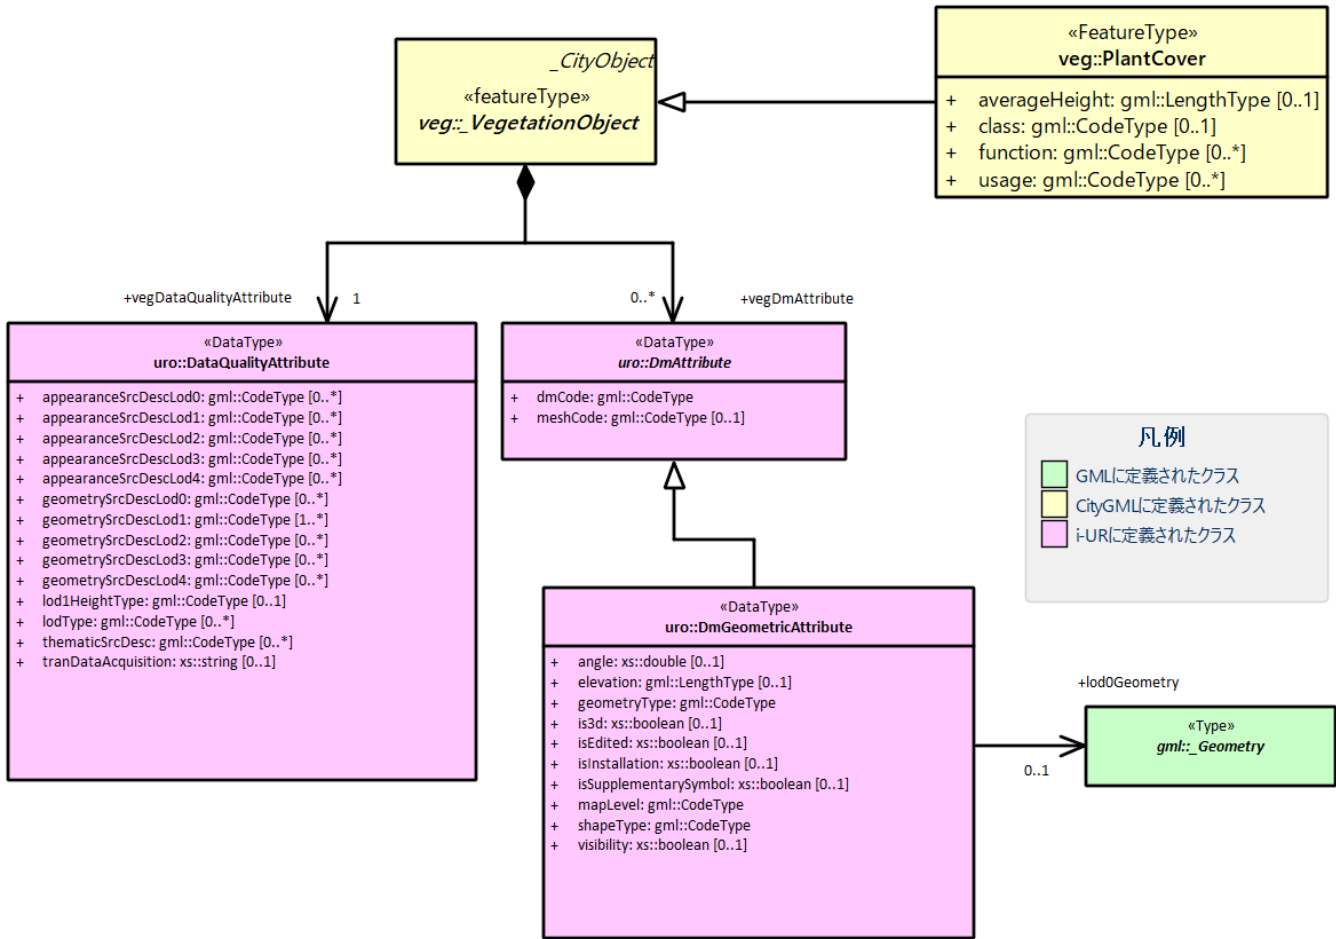 _CityObject
«featureType»
veg::_VegetationObject
«FeatureType»
veg::PlantCover
+ averageHeight: gml::LengthType [0..1]
+ class: gml::CodeType [0..1]
+ function: gml::CodeType [0..*]
+ usage: gml::CodeType [0..*]
+vegDataQualityAttribute
1
0..*
+vegDmAttribute
«DataType»
uro::DataQualityAttribute
+ appearanceSrcDescLod0: gml::CodeType [0..*]
+ appearanceSrcDescLod1: gml::CodeType [0..*]
+ appearanceSrcDescLod2: gml::CodeType [0..*]
+ appearanceSrcDescLod3: gml::CodeType [0..*]
+ appearanceSrcDescLod4: gml::CodeType [0..*]
+ geometrySrcDescLod0: gml::CodeType [0..*]
+ geometrySrcDescLod1: gml::CodeType [1..*]
+ geometrySrcDescLod2: gml::CodeType [0..*]
+ geometrySrcDescLod3: gml::CodeType [0..*]
+ geometrySrcDescLod4: gml::CodeType [0..*]
+ lod1HeightType: gml::CodeType [0..1]
+ lodType: gml::CodeType [0..*]
+ thematicSrcDesc: gml::CodeType [0..*]
+ tranDataAcquisition: xs::string [0..1]
«DataType»
uro::DmAttribute
+ dmCode: gml::CodeType
+ meshCode: gml::CodeType [0..1]
凡例
GMLに定義されたクラス
CityGMLに定義されたクラス
i-URに定義されたクラス
«DataType»
uro::DmGeometricAttribute
+ angle: xs::double [0..1]
+ elevation: gml::LengthType [0..1]
+ geometryType: gml::CodeType
+ is3d: xs::boolean [0..1]
+ isEdited: xs::boolean [0..1]
+ isInstallation: xs::boolean [0..1]
+ isSupplementarySymbol: xs::boolean [0..1]
+ mapLevel: gml::CodeType
+ shapeType: gml::CodeType
+ visibility: xs::boolean [0..1]
+lod0Geometry
0..1
«Type»
gml::_Geometry